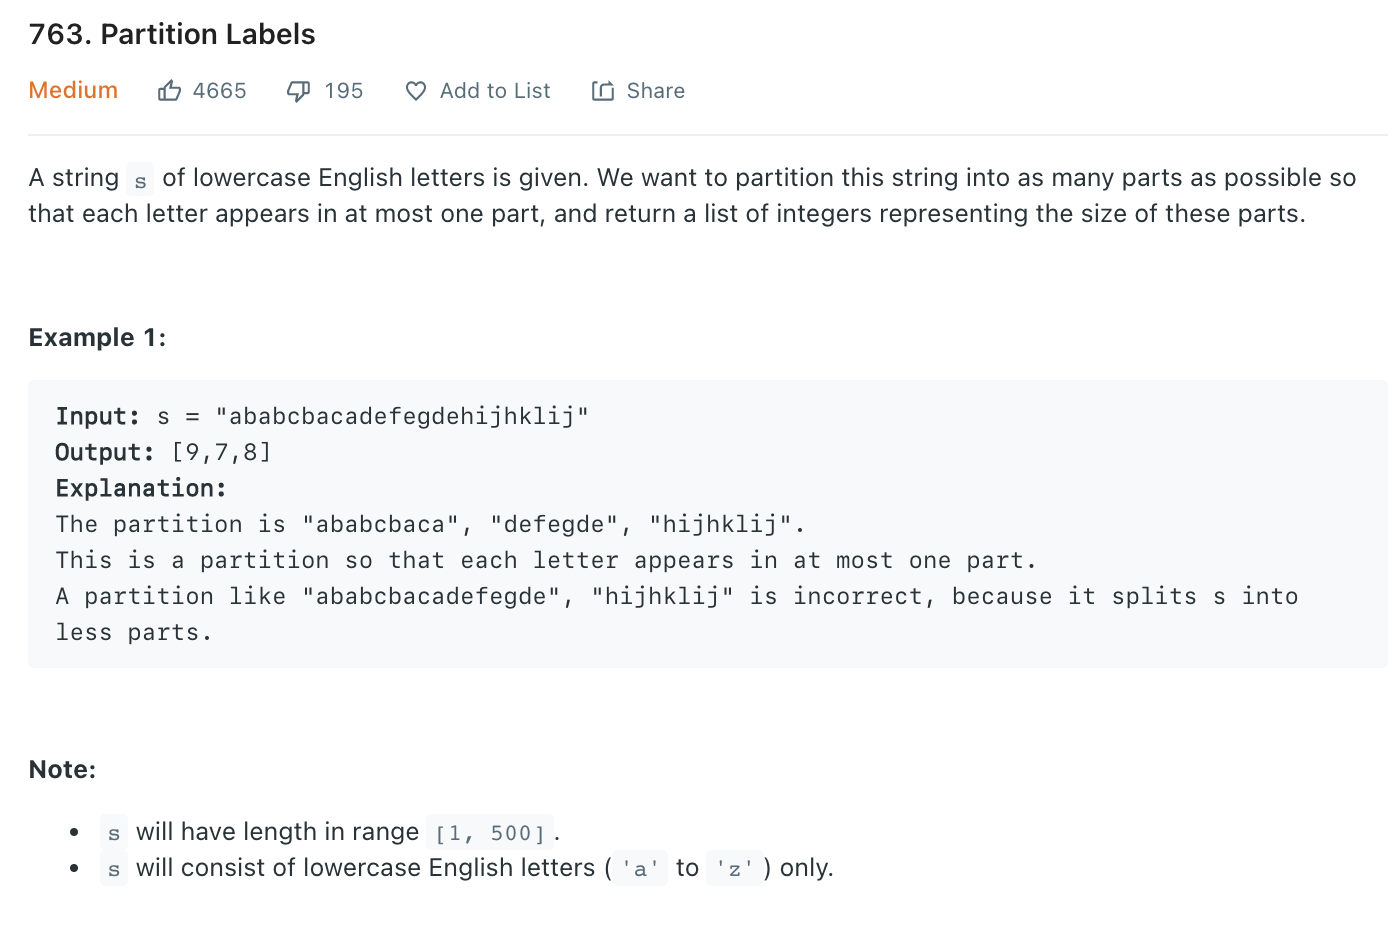 763. Partition Labels
Medium 4665 195 Add to List Share
A string s of lowercase English letters is given. We want to partition this string into as many parts as possible so
that each letter appears in at most one part, and return a list of integers representing the size of these parts.
Example 1:
Input: s = "ababcbacadefegdehijhklij"
Output: [9,7,8]
Explanation:
The partition is "ababcbaca", "defegde", "hijhklij".
This is a partition so that each letter appears in at most one part.
A partition like "ababcbacadefegde", "hijhklij" is incorrect, because it splits s into
less parts.
Note:
• s will have length in range [1, 500].
• s will consist of lowercase English letters ('a' to 'z') only.